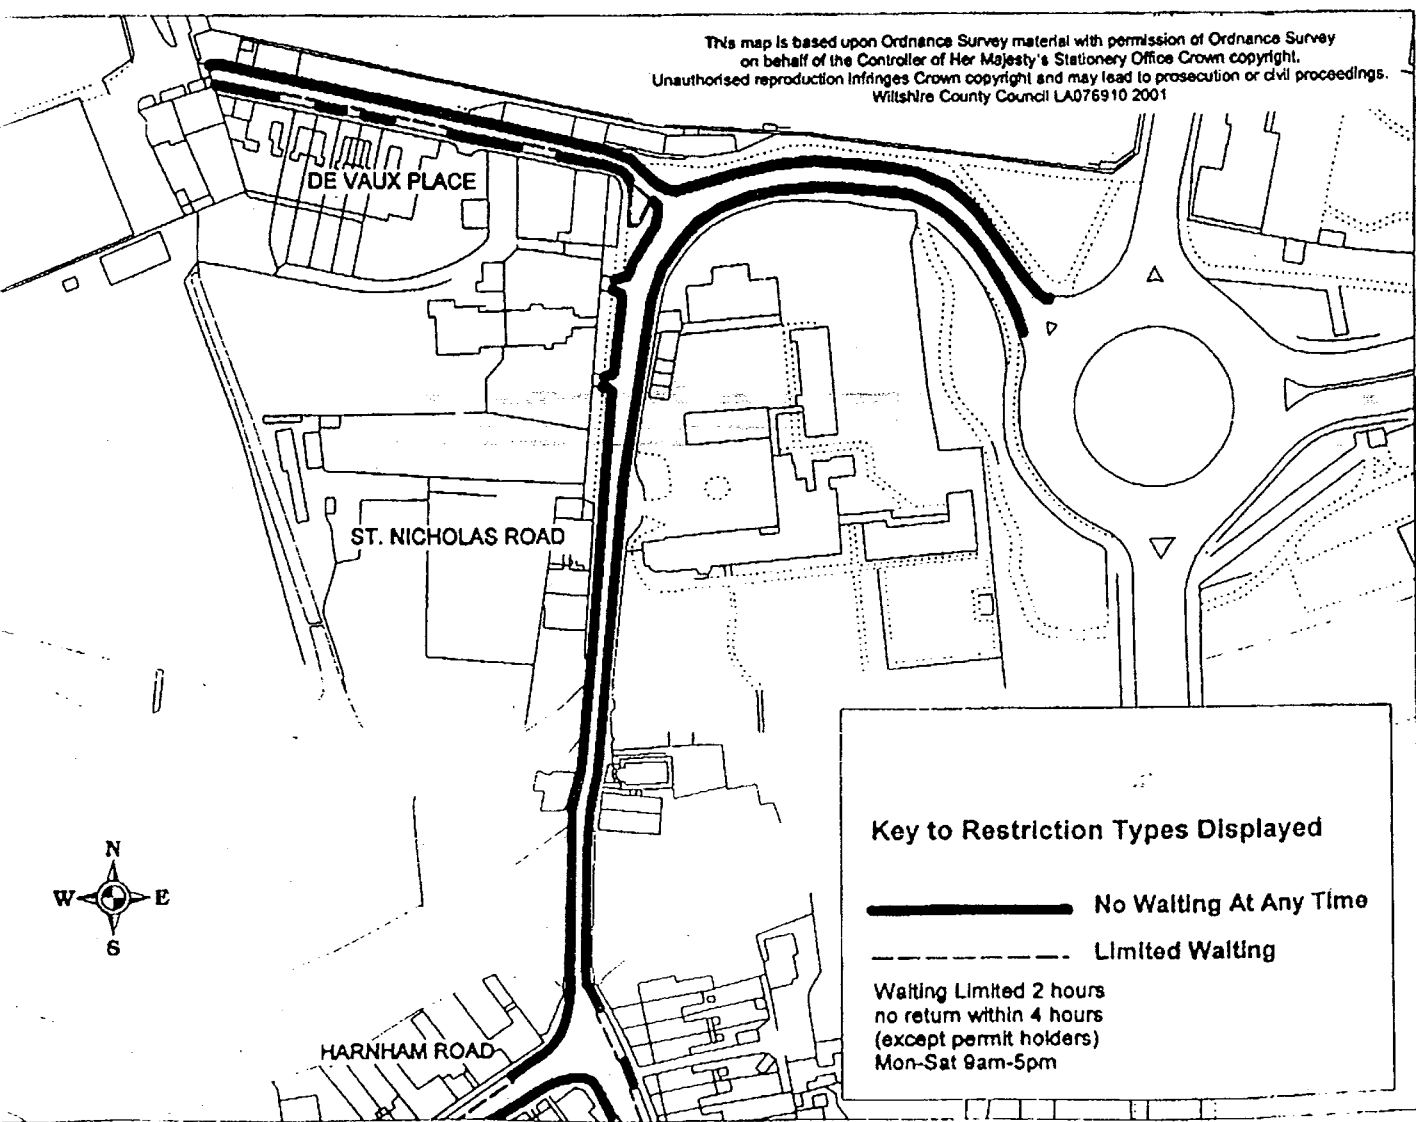 This map is based upon Ordnance Survey material with permission of Ordnance Survey
on behalf of the Controller of Her Majesty's Stationery Office Crown copyright.
Unauthorised reproduction infringes Crown copyright and may lead to prosecution or civil proceedings.
Wiltshire County Council LA076910 2001
DE VAUX PLACE
ST. NICHOLAS ROAD
N
W E
S
HARNHAM ROAD
Key to Restriction Types Displayed
No Waiting At Any Time
Limited Waiting
Waiting Limited 2 hours
no return within 4 hours
(except permit holders)
Mon-Sat 9am-5pm